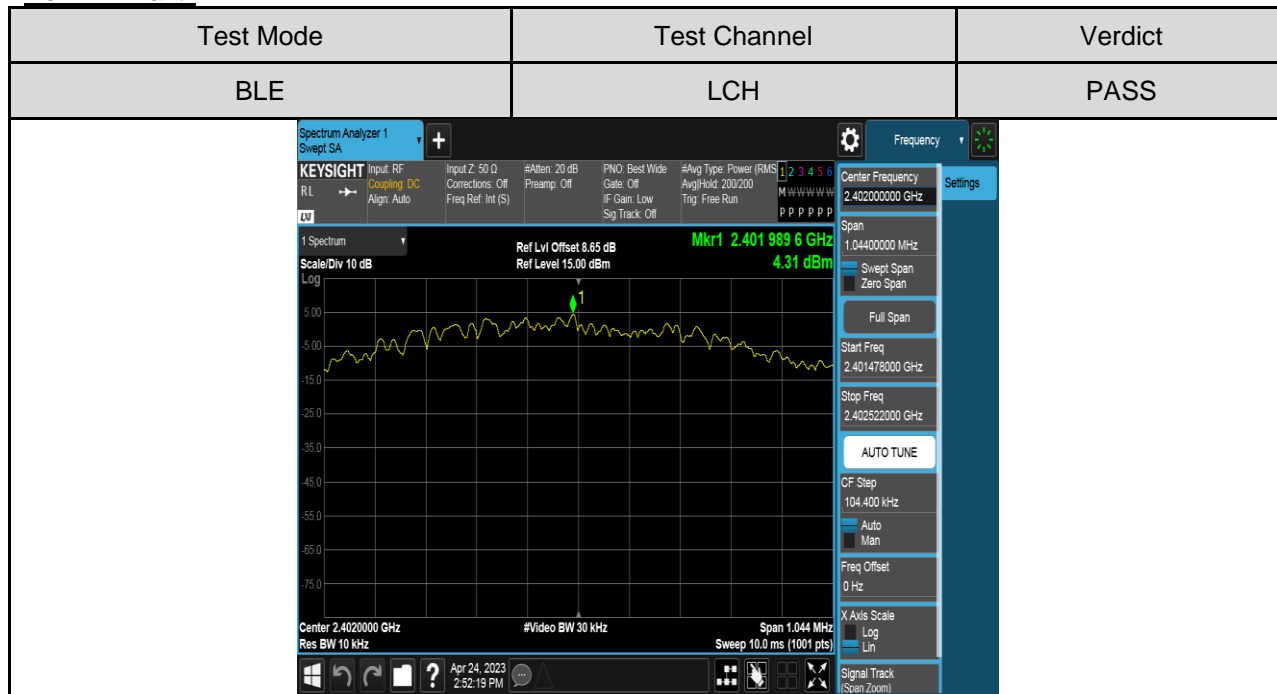 Test Mode Test Channel Verdict
BLE LCH PASS
Spectrum Analyzer 1
Swept SA
Frequency
KEYSIGHT
RL
LXI
Input: RF
Coupling: DC
Align: Auto
Input Z: 50 Ω
Corrections: Off
Freq Ref: Int (S)
#Atten: 20 dB
Preamp: Off
PNO: Best Wide
Gate: Off
IF Gain: Low
Sig Track: Off
#Avg Type: Power (RMS
Avg|Hold: 200/200
Trig: Free Run
1 2 3 4 5 6
M W W W W W
P P P P P P
1 Spectrum
Scale/Div 10 dB
Log
Ref Lvl Offset 8.65 dB
Ref Level 15.00 dBm
Mkr1 2.401 989 6 GHz
4.31 dBm
1
5.00
-5.00
-15.0
-25.0
-35.0
-45.0
-55.0
-65.0
-75.0
Center 2.4020000 GHz
Res BW 10 kHz
#Video BW 30 kHz
Span 1.044 MHz
Sweep 10.0 ms (1001 pts)
?
Apr 24, 2023
2:52:19 PM
Center Frequency
2.402000000 GHz
Settings
Span
1.04400000 MHz
Swept Span
Zero Span
Full Span
Start Freq
2.401478000 GHz
Stop Freq
2.402522000 GHz
AUTO TUNE
CF Step
104.400 kHz
Auto
Man
Freq Offset
0 Hz
X Axis Scale
Log
Lin
Signal Track
(Span Zoom)